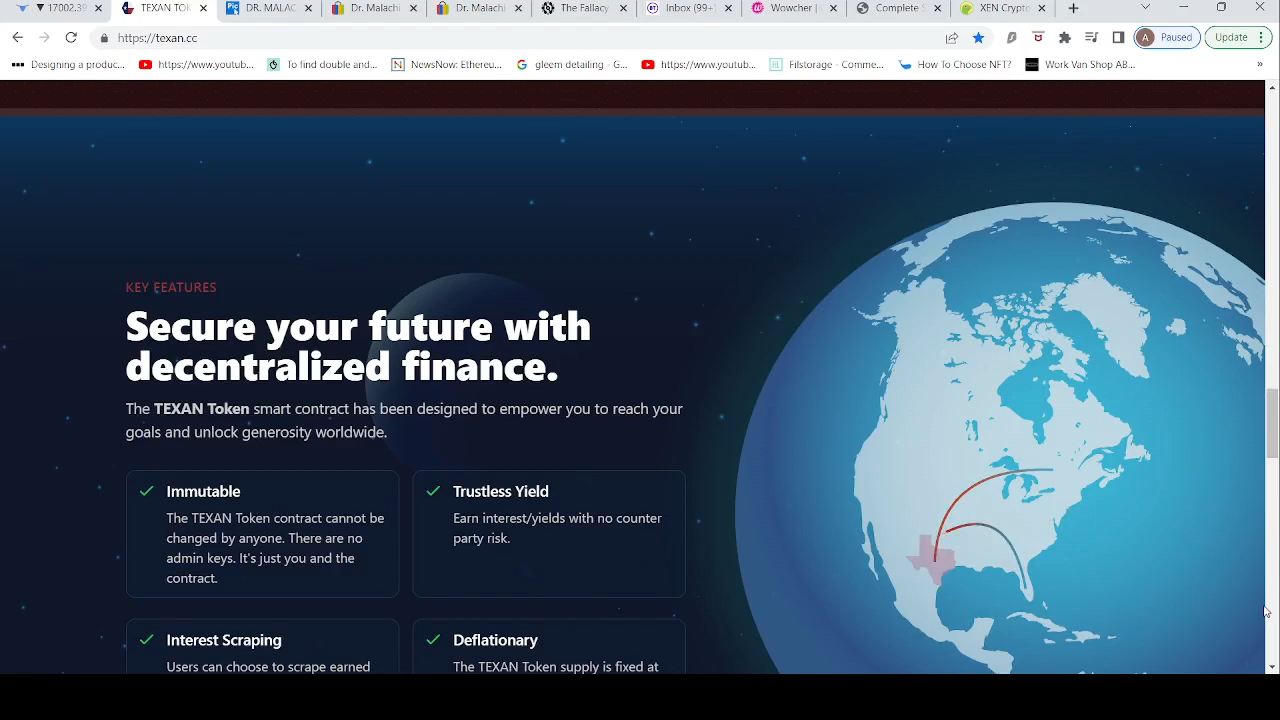 ▼ 17002.39
TEXAN TOK
DR. MALAC
Dr. Malachi
Dr. Malachi
The Fallacy
Inbox (99+)
Wowcher |
Complete S
XEN Crypto
https://texan.cc
A Paused
Update
Designing a produc...
https://www.youtub...
To find double and...
NewsNow: Ethereu...
gleem detailing - G...
https://www.youtub...
Filstorage - Comme...
How To Choose NFT?
Work Van Shop AB...
»
KEY FEATURES
Secure your future with
decentralized finance.
The TEXAN Token smart contract has been designed to empower you to reach your
goals and unlock generosity worldwide.
Immutable
The TEXAN Token contract cannot be
changed by anyone. There are no
admin keys. It's just you and the
contract.
Trustless Yield
Earn interest/yields with no counter
party risk.
Interest Scraping
Users can choose to scrape earned
Deflationary
The TEXAN Token supply is fixed at